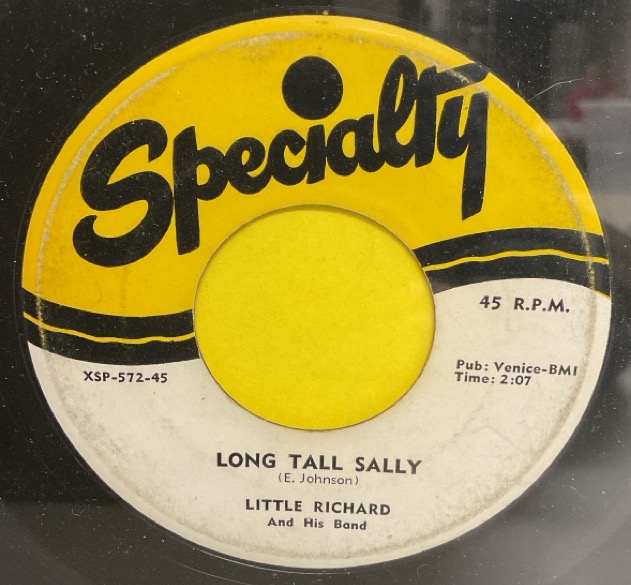 Specialty
45 R.P.M.
XSP-572-45
Pub: Venice-BMI
Time: 2:07
LONG TALL SALLY
(E. Johnson)
LITTLE RICHARD
And His Band